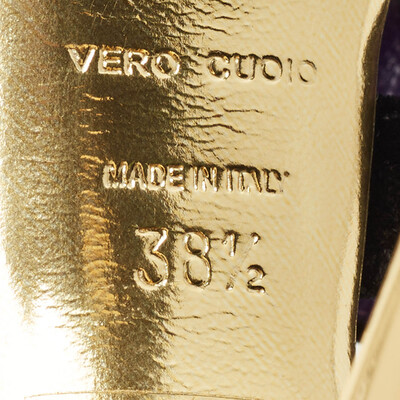 VERO CUOIO
MADE IN ITALY
38½